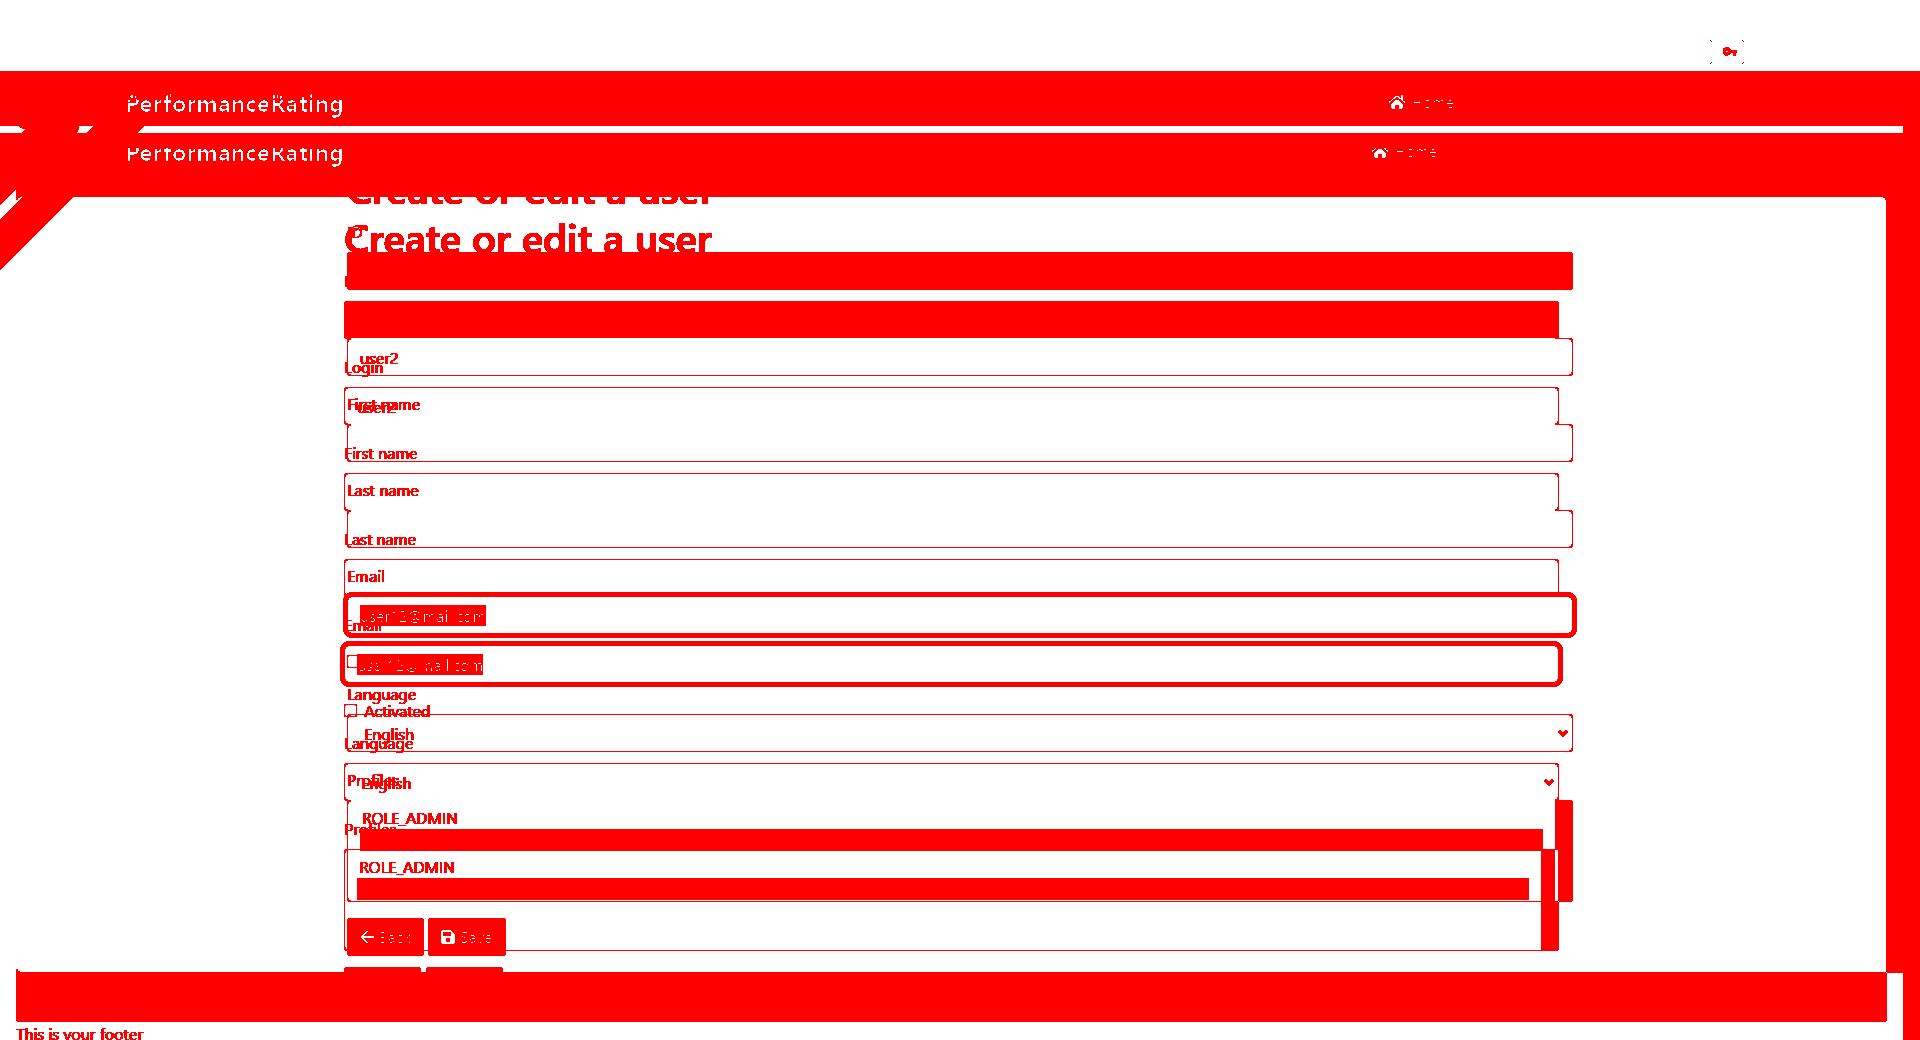 PerformanceRating Home
PerformanceRating Home
Create or edit a user
Create or edit a user
user2
Login
First name
user2
First name
Last name
Last name
Email
user12@mail.com
Email
user12@mail.com
Language
Activated
English
Language
Profiles
English
ROLE_ADMIN
Profiles
ROLE_ADMIN
Back Save
This is your footer